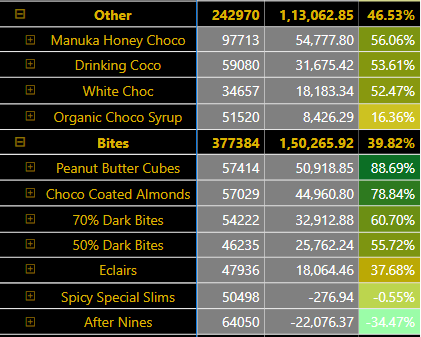 Other 242970 1,13,062.85 46.53%
Manuka Honey Choco 97713 54,777.80 56.06%
Drinking Coco 59080 31,675.42 53.61%
White Choc 34657 18,183.34 52.47%
Organic Choco Syrup 51520 8,426.29 16.36%
Bites 377384 1,50,265.92 39.82%
Peanut Butter Cubes 57414 50,918.85 88.69%
Choco Coated Almonds 57029 44,960.80 78.84%
70% Dark Bites 54222 32,912.88 60.70%
50% Dark Bites 46235 25,762.24 55.72%
Eclairs 47936 18,064.46 37.68%
Spicy Special Slims 50498 -276.94 -0.55%
After Nines 64050 -22,076.37 -34.47%